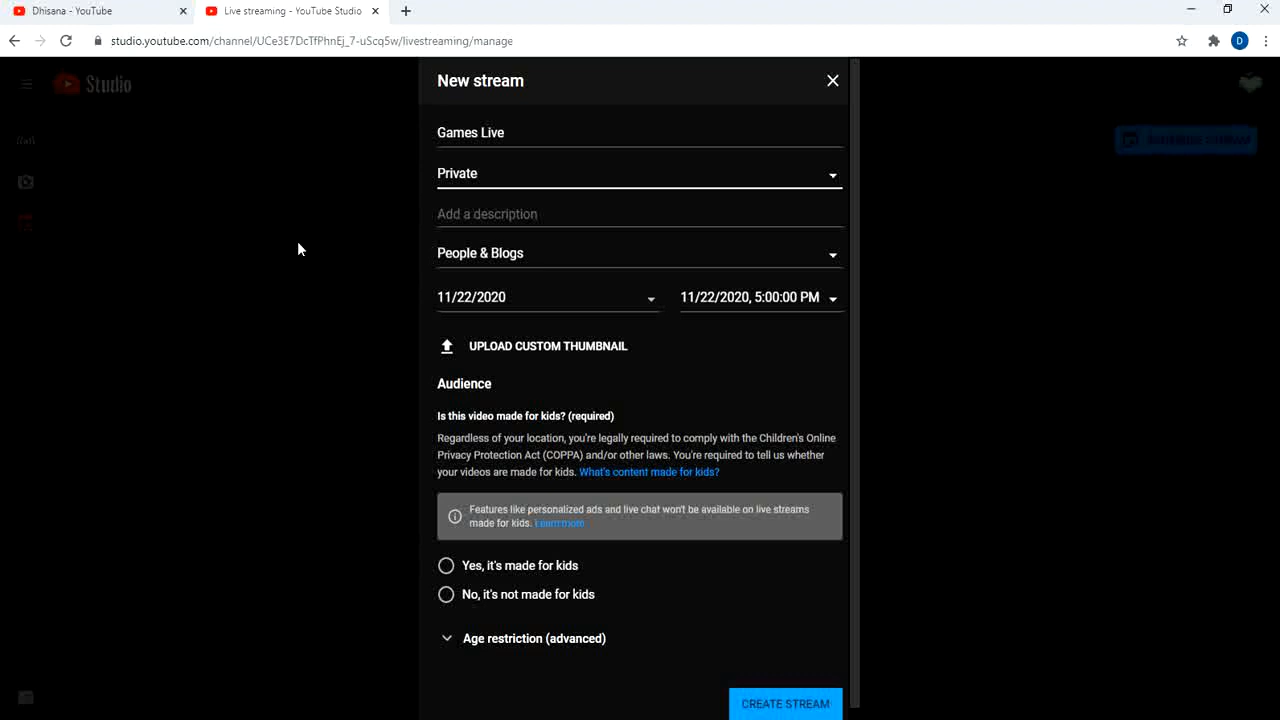 Dhisana - YouTube
Live streaming - YouTube Studio
studio.youtube.com/channel/UCe3E7DcTfPhnEj_7-uScq5w/livestreaming/manage
D
Studio
New stream
Games Live
Private
Add a description
People & Blogs
11/22/2020
11/22/2020, 5:00:00 PM
UPLOAD CUSTOM THUMBNAIL
Audience
Is this video made for kids? (required)
Regardless of your location, you're legally required to comply with the Children's Online
Privacy Protection Act (COPPA) and/or other laws. You're required to tell us whether
your videos are made for kids. What's content made for kids?
Features like personalized ads and live chat won't be available on live streams
made for kids. Learn more
Yes, it's made for kids
No, it's not made for kids
Age restriction (advanced)
CREATE STREAM
SCHEDULE STREAM